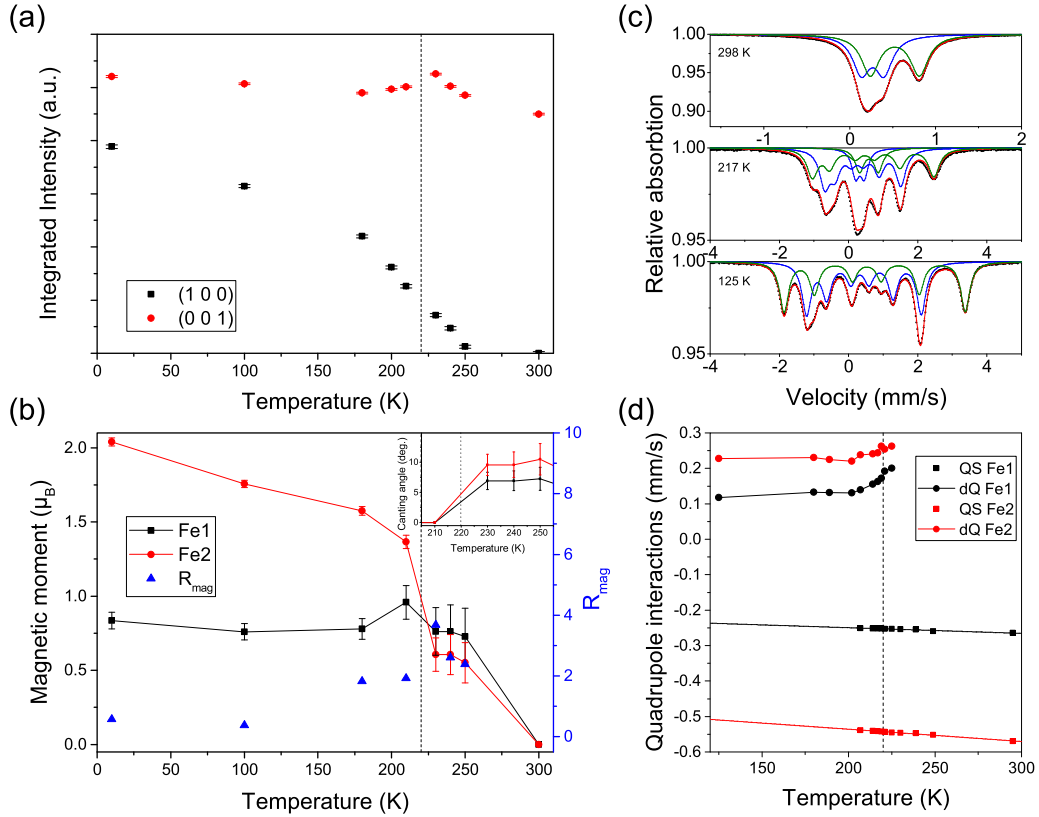 (a)
Integrated Intensity (a.u.)
(1 0 0)
(0 0 1)
0 50 100 150 200 250 300
Temperature (K)
(b)
Magnetic moment (μB)
2.0
1.5
1.0
0.5
0.0
Fe1
Fe2
Rmag
Canting angle (deg.)
10
5
0
210 220 230 240 250
Temperature (K)
10
8
6
4
2
0
Rmag
0 50 100 150 200 250 300
Temperature (K)
(c)
Relative absorbtion
1.00
0.95
0.90
298 K
-1 0 1 2
1.00
0.95
217 K
-4 -2 0 2 4
1.00
0.95
125 K
-4 -2 0 2 4
Velocity (mm/s)
(d)
Quadrupole interactions (mm/s)
0.3
0.2
0.1
0.0
-0.1
-0.2
-0.3
-0.4
-0.5
-0.6
QS Fe1
dQ Fe1
QS Fe2
dQ Fe2
150 200 250 300
Temperature (K)